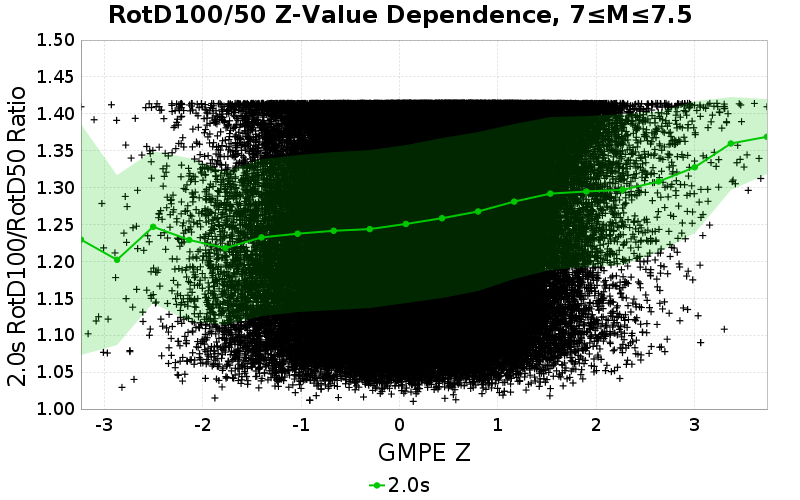 RotD100/50 Z-Value Dependence, 7≤M≤7.5
2.0s RotD100/RotD50 Ratio
1.50
1.45
1.40
1.35
1.30
1.25
1.20
1.15
1.10
1.05
1.00
-3 -2 -1 0 1 2 3
GMPE Z
2.0s